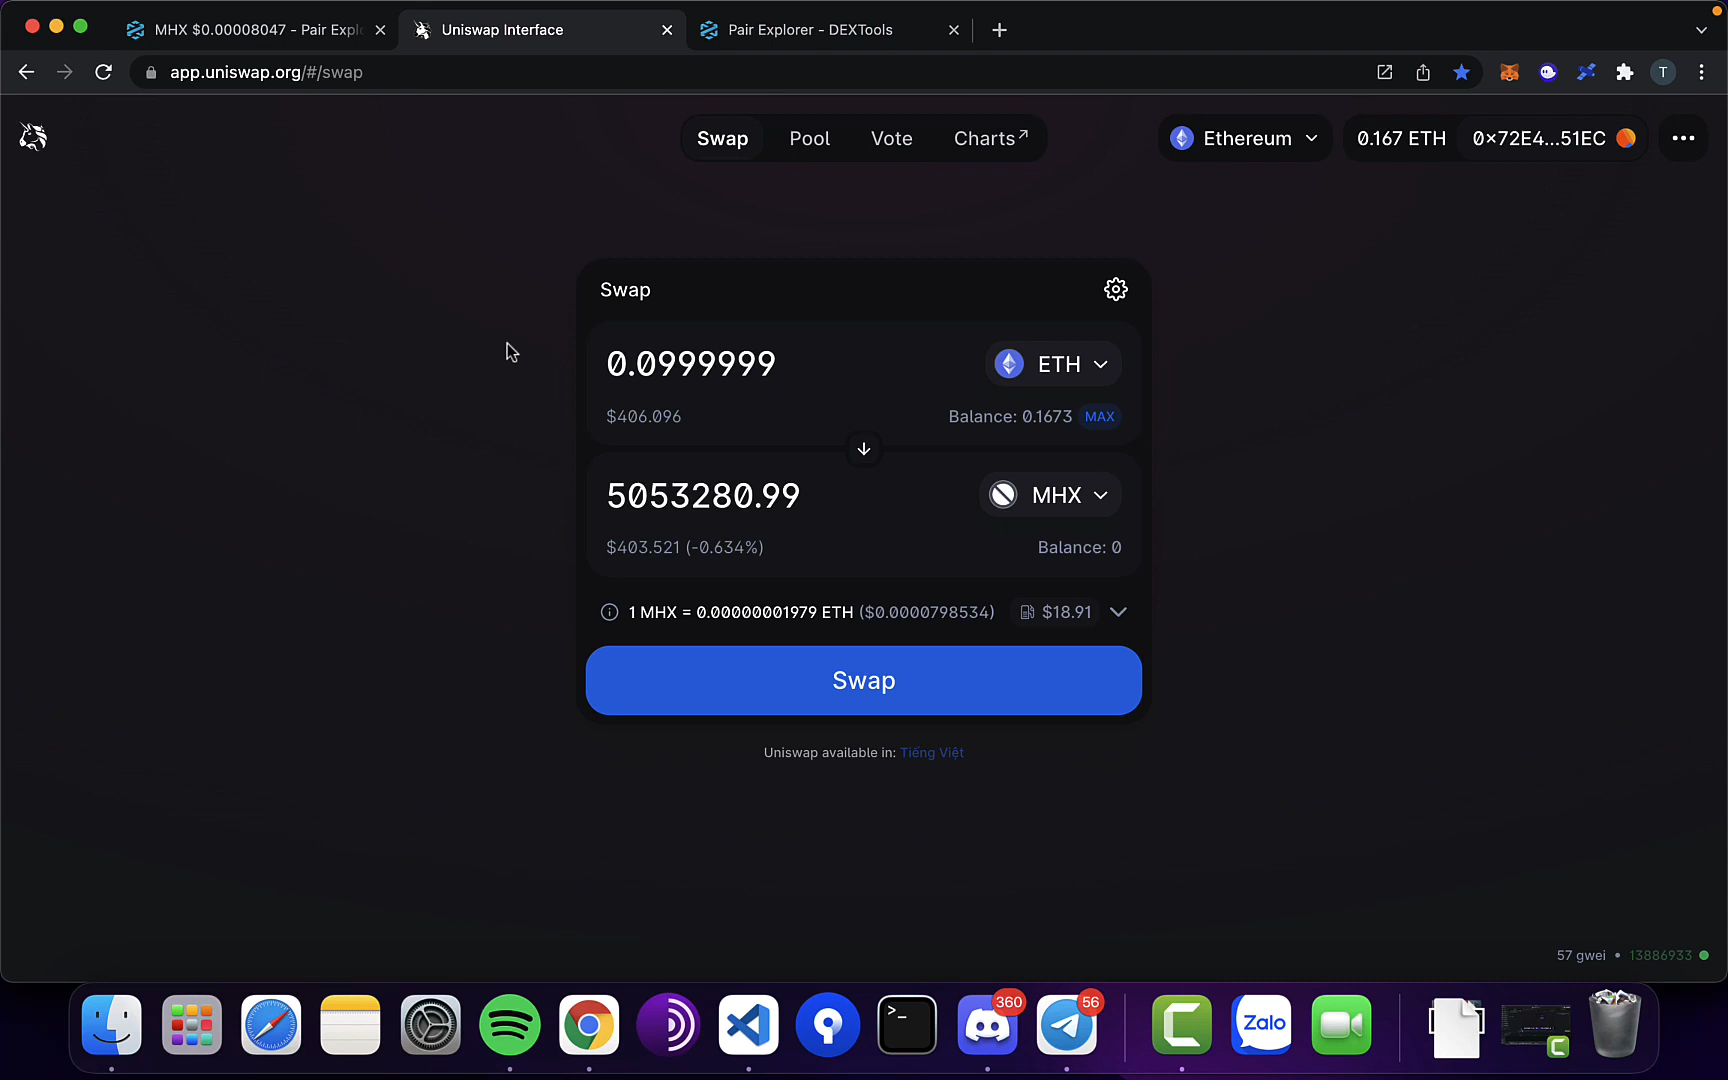 MHX $0.00008047 - Pair Explo
Uniswap Interface
Pair Explorer - DEXTools
app.uniswap.org/#/swap
T
Swap
Pool
Vote
Charts↗
Ethereum
0.167 ETH
0x72E4...51EC
Swap
0.0999999
ETH
$406.096
Balance: 0.1673 MAX
5053280.99
MHX
$403.521 (-0.634%)
Balance: 0
1 MHX = 0.00000001979 ETH ($0.0000798534)
$18.91
Swap
Uniswap available in: Tiếng Việt
57 gwei • 13886933
>_
360
56
Zalo